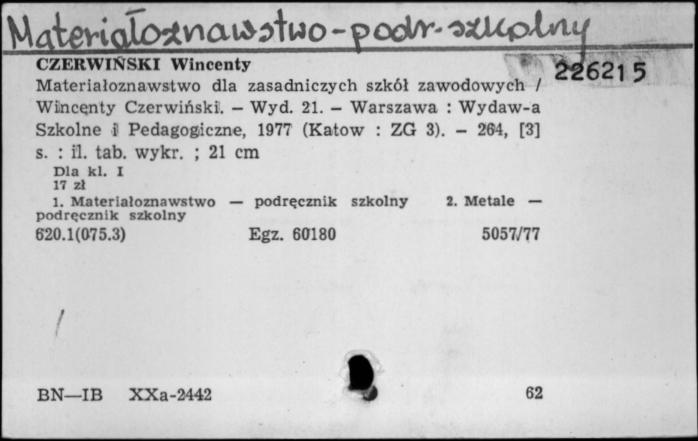 Materiałoznawstwo-podr. szkolny
226215
CZERWIŃSKI Wincenty
Materiałoznawstwo dla zasadniczych szkół zawodowych /
Wincenty Czerwiński. — Wyd. 21. — Warszawa : Wydaw-a
Szkolne i Pedagogiczne, 1977 (Katow : ZG 3). — 264, [3]
s. : il. tab. wykr. ; 21 cm
Dla kl. I
17 zł
1. Materiałoznawstwo — podręcznik szkolny 2. Metale —
podręcznik szkolny
620.1(075.3) Egz. 60180 5057/77
BN—IB XXa-2442 62